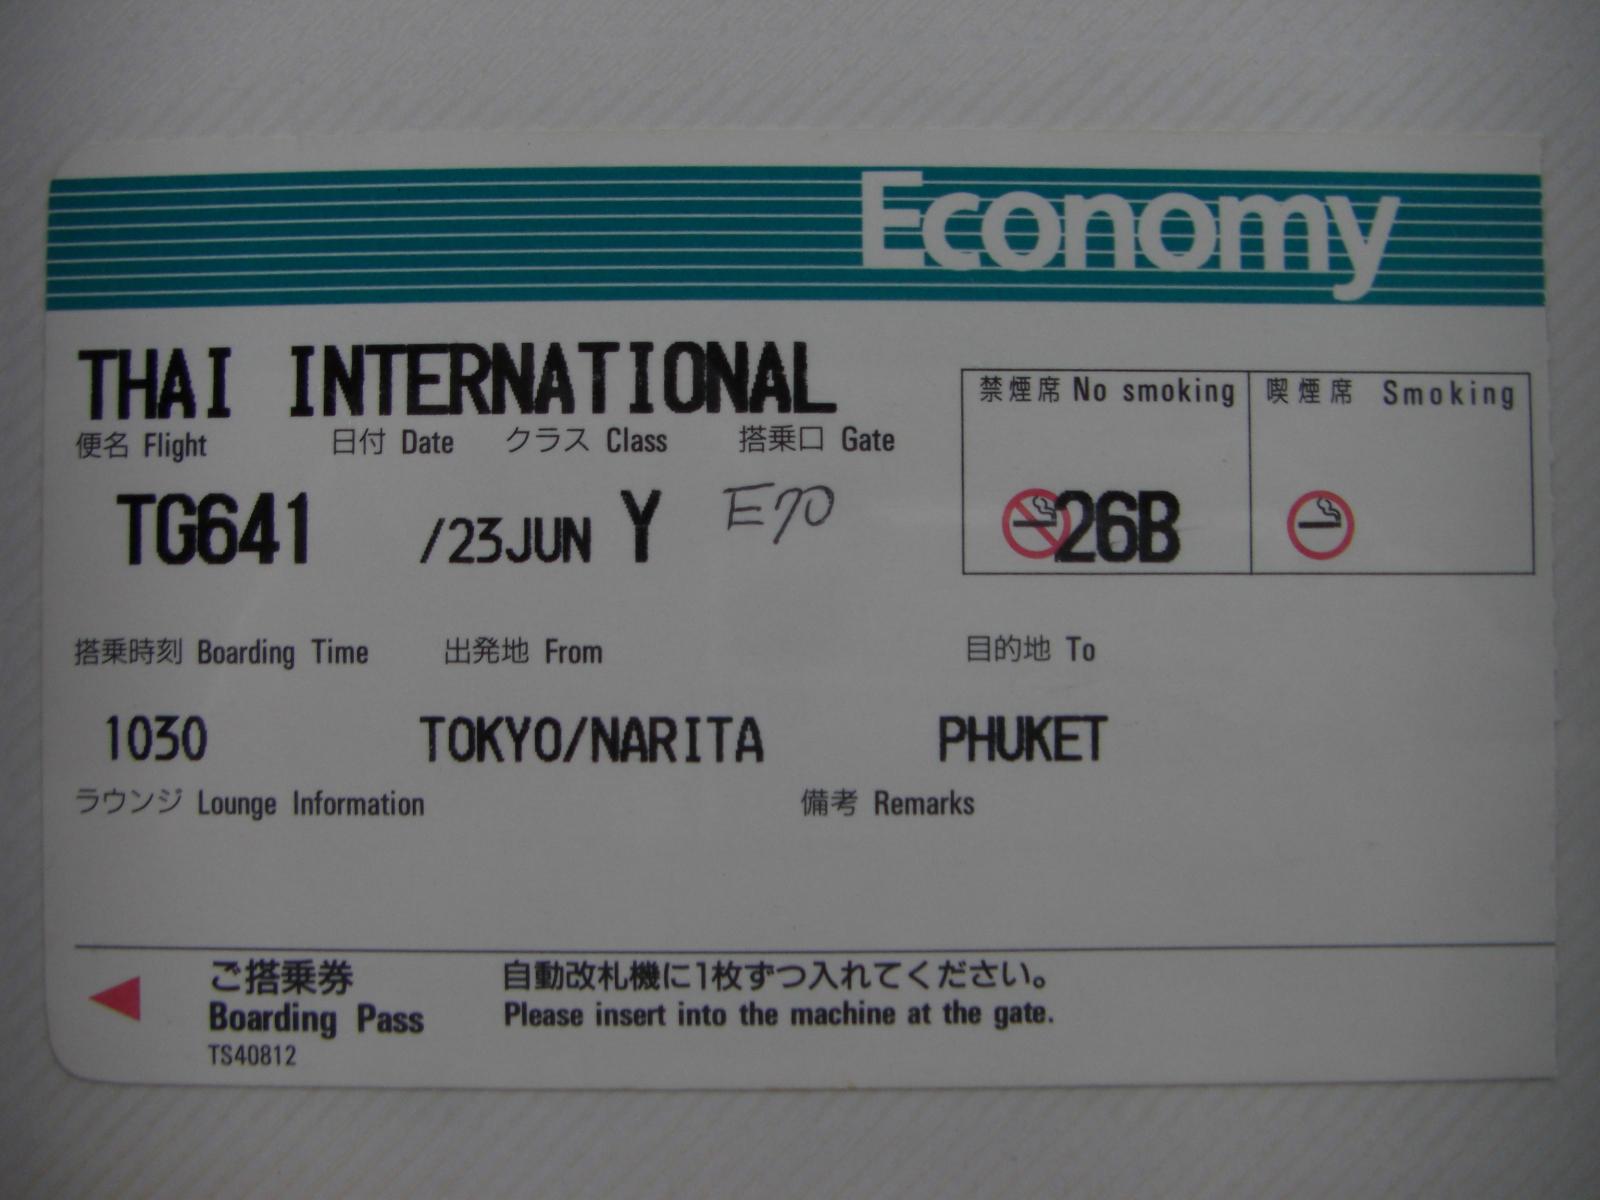 Economy
THAI INTERNATIONAL
便名 Flight 日付 Date クラス Class 搭乗口 Gate 禁煙席 No smoking 喫煙席 Smoking
TG641 /23JUN Y E70 26B
搭乗時刻 Boarding Time 出発地 From 目的地 To
1030 TOKYO/NARITA PHUKET
ラウンジ Lounge Information 備考 Remarks
ご搭乗券 自動改札機に1枚ずつ入れてください。
Boarding Pass Please insert into the machine at the gate.
TS40812